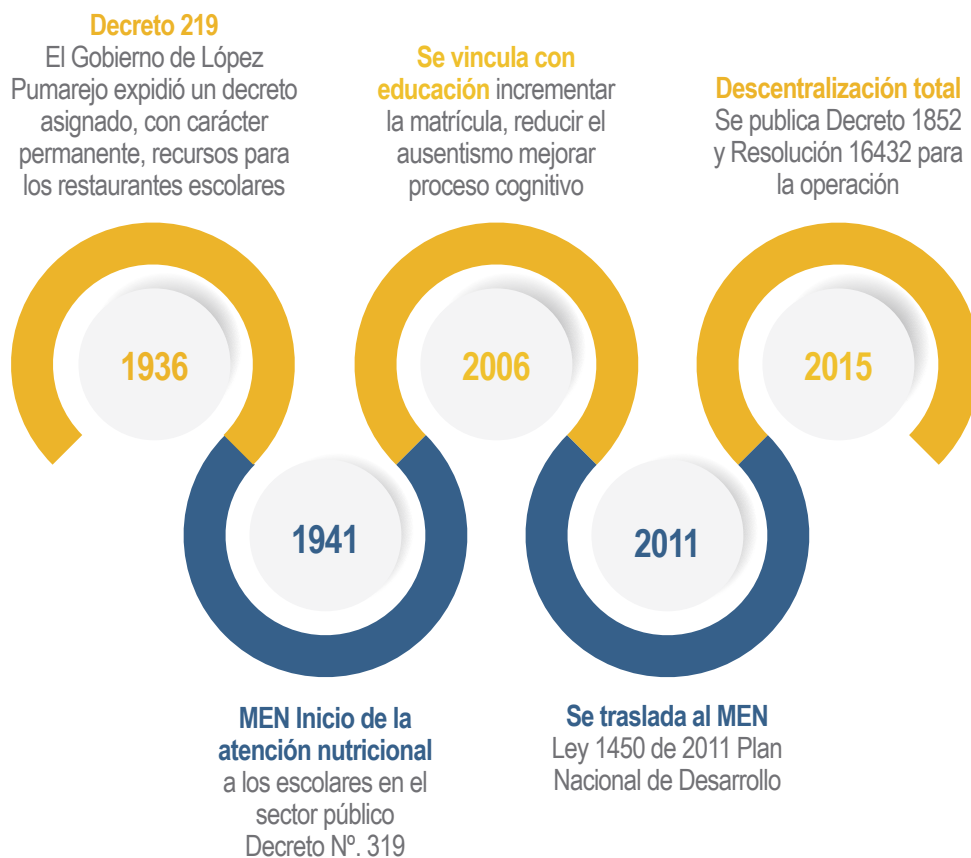 Decreto 219
El Gobierno de López
Pumarejo expidió un decreto
asignado, con carácter
permanente, recursos para
los restaurantes escolares
1936
MEN Inicio de la
atención nutricional
a los escolares en el
sector público
Decreto Nº. 319
1941
Se vincula con
educación incrementar
la matrícula, reducir el
ausentismo mejorar
proceso cognitivo
2006
Se traslada al MEN
Ley 1450 de 2011 Plan
Nacional de Desarrollo
2011
Descentralización total
Se publica Decreto 1852
y Resolución 16432 para
la operación
2015